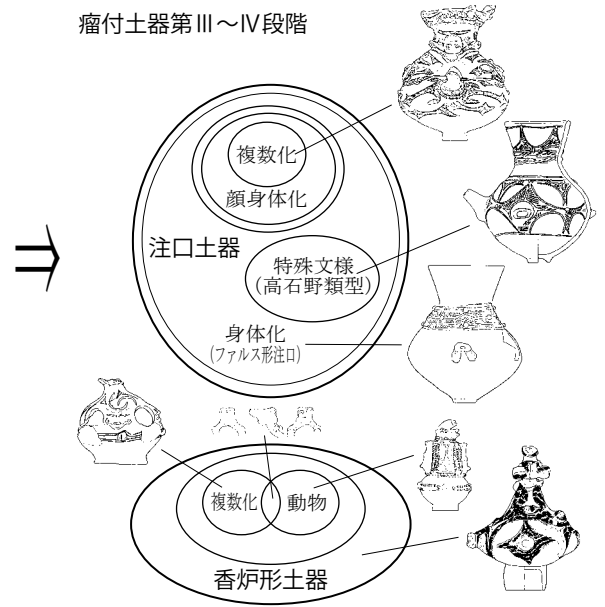 瘤付土器第Ⅲ～Ⅳ段階
複数化
顔身体化
注口土器
特殊文様
(高石野類型)
身体化
(ファルス形注口)
複数化
動物
香炉形土器